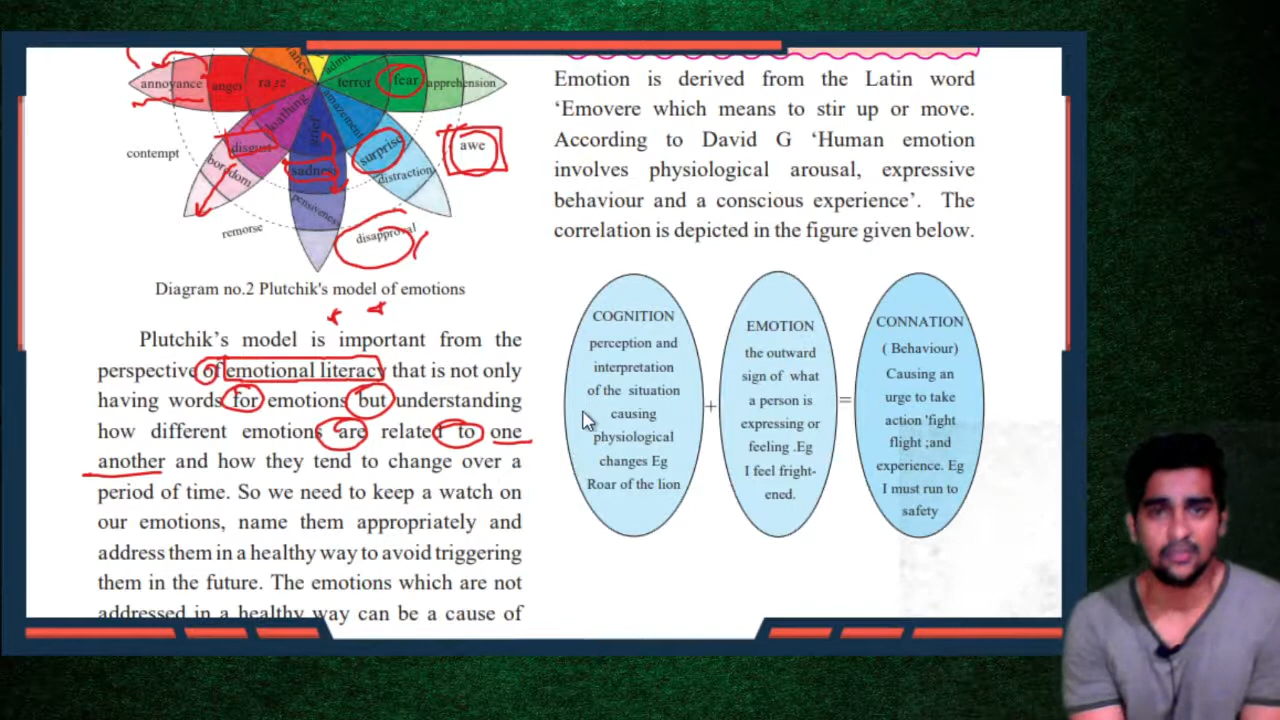 annoyance
anger
rage
terror
fear
apprehension
loathing
grief
amazement
disgust
sadness
surprise
awe
contempt
boredom
distraction
pensiveness
remorse
disapproval
Diagram no.2 Plutchik's model of emotions
Plutchik's model is important from the
perspective of emotional literacy that is not only
having words for emotions but understanding
how different emotions are related to one
another and how they tend to change over a
period of time. So we need to keep a watch on
our emotions, name them appropriately and
address them in a healthy way to avoid triggering
them in the future. The emotions which are not
addressed in a healthy way can be a cause of
Emotion is derived from the Latin word
'Emovere which means to stir up or move.
According to David G 'Human emotion
involves physiological arousal, expressive
behaviour and a conscious experience'. The
correlation is depicted in the figure given below.
COGNITION
perception and
interpretation
of the situation
causing
physiological
changes Eg
Roar of the lion
+
EMOTION
the outward
sign of what
a person is
expressing or
feeling .Eg
I feel fright-
ened.
=
CONNATION
( Behaviour)
Causing an
urge to take
action 'fight
flight ;and
experience. Eg
I must run to
safety